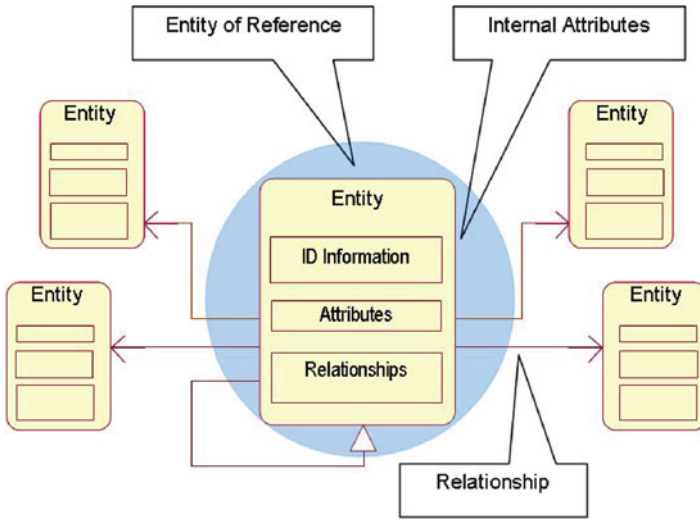 Entity of Reference
Internal Attributes
Entity
Entity
Entity
ID Information
Attributes
Relationships
Entity
Entity
Relationship